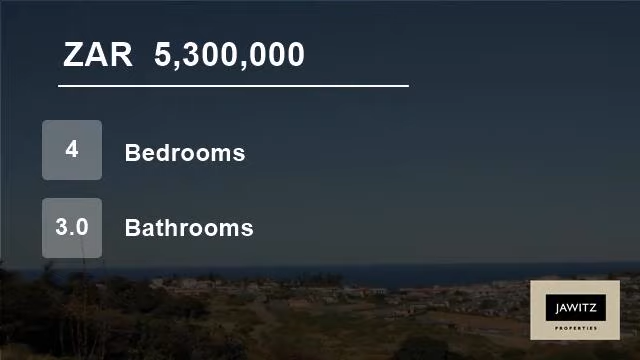 ZAR 5,300,000
4
Bedrooms
3.0
Bathrooms
JAWITZ
PROPERTIES